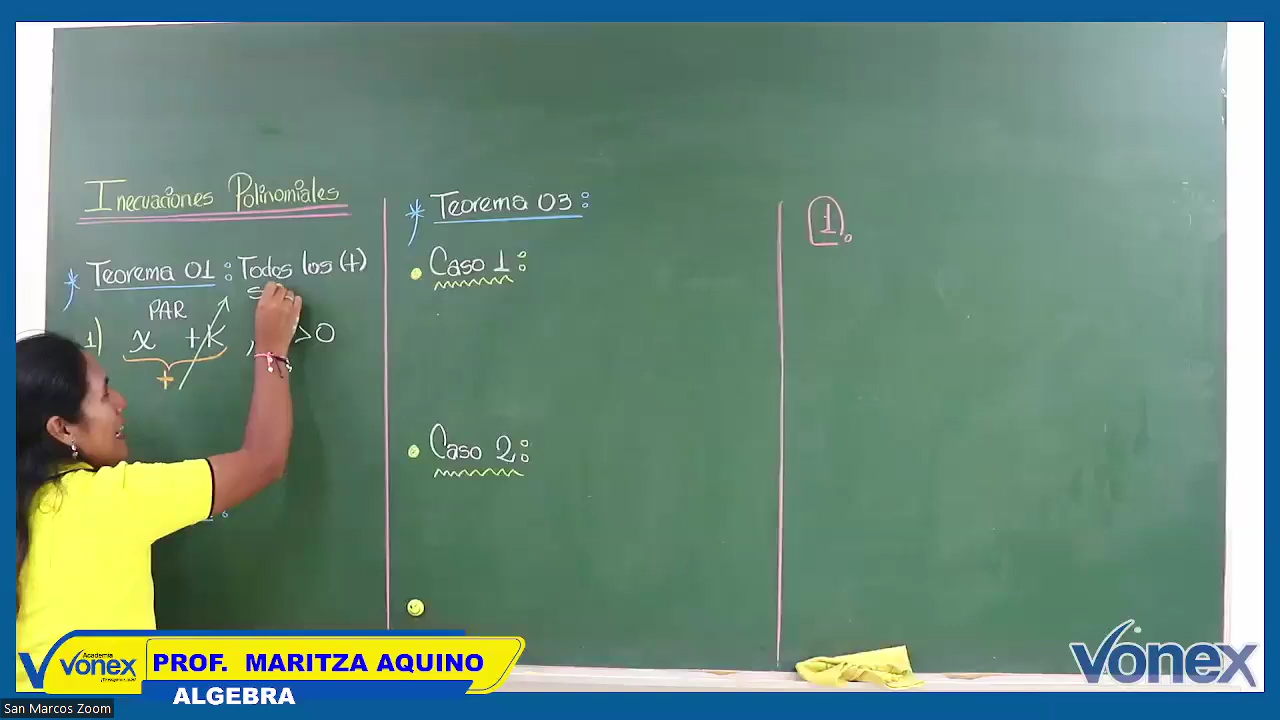 Inecuaciones Polinomiales
* Teorema 01: Todos los (+)
PAR
1) x + K , >0
+
* Teorema 03:
• Caso 1:
• Caso 2:
1.
Academia
Vonex
PROF. MARITZA AQUINO
ALGEBRA
Vonex
San Marcos Zoom